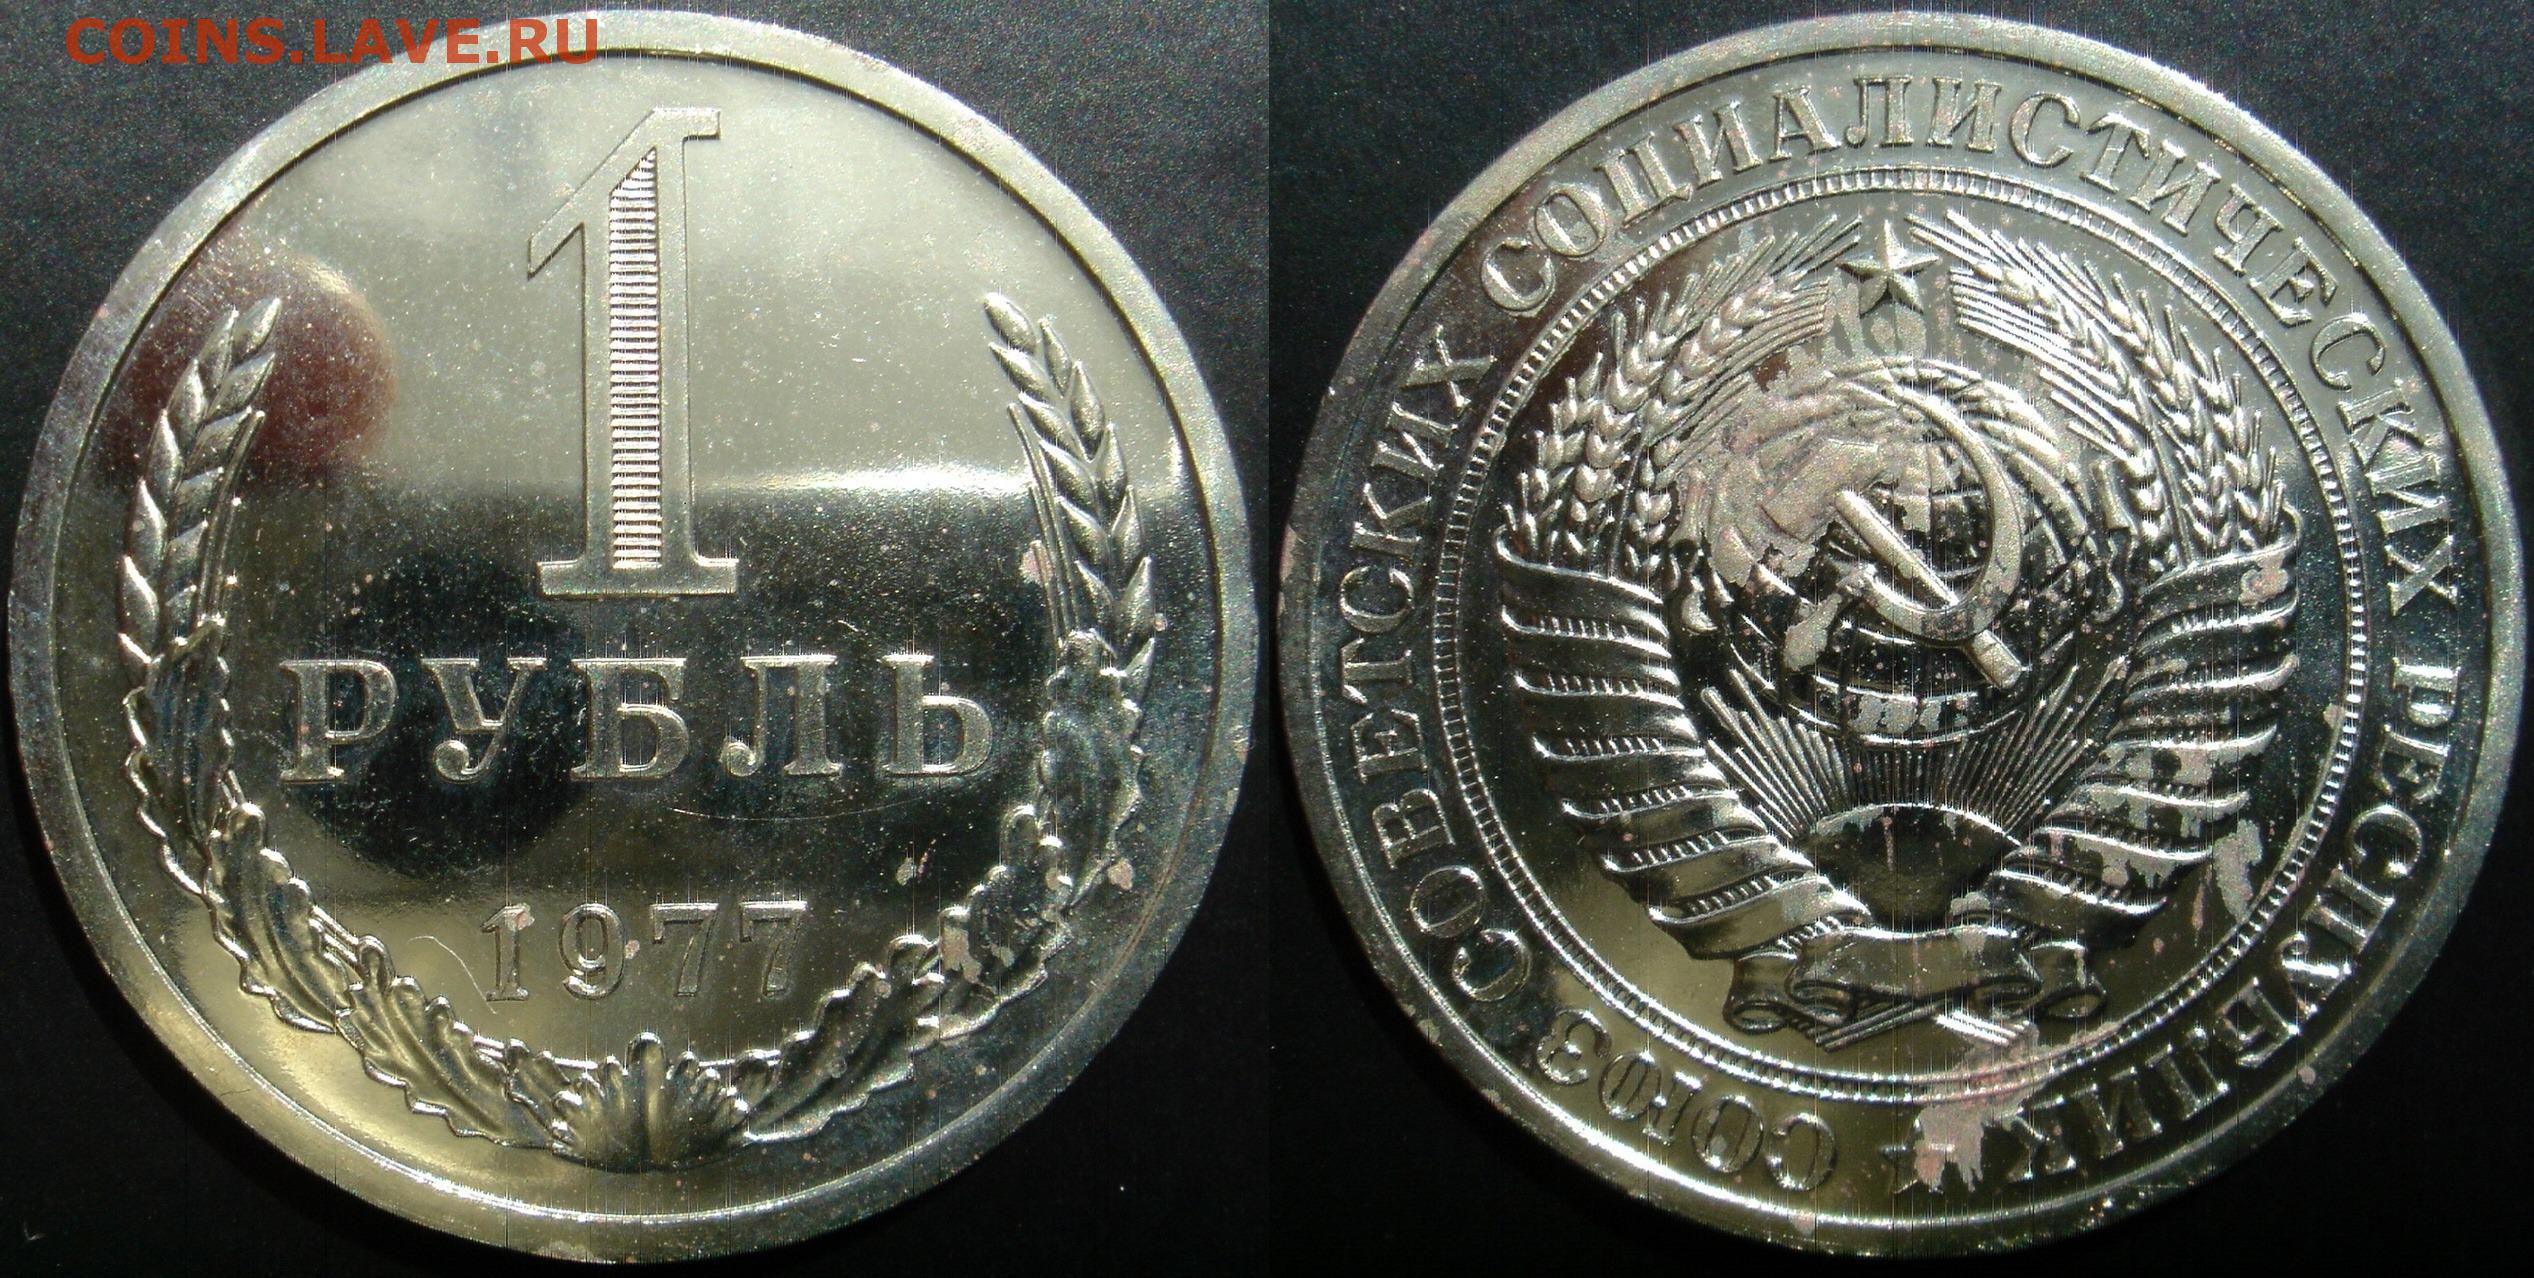 COINS.LAVE.RU
1
РУБЛЬ
1977
СОЮЗ СОВЕТСКИХ СОЦИАЛИСТИЧЕСКИХ РЕСПУБЛИК